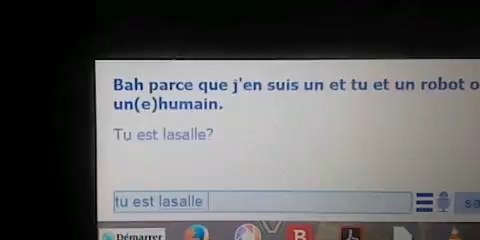 Bah parce que j'en suis un et tu et un robot o
un(e)humain.
Tu est lasalle?
tu est lasalle
sa
Démarrer